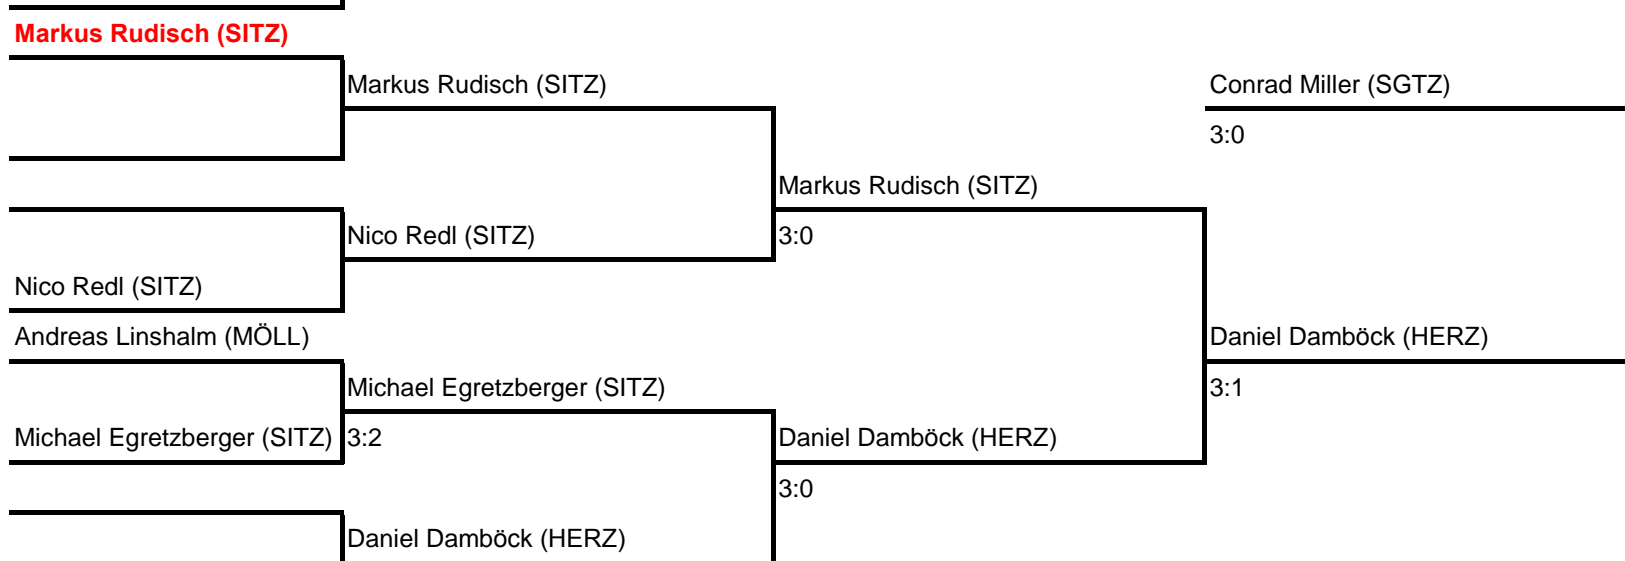 Markus Rudisch (SITZ)
Markus Rudisch (SITZ)
Conrad Miller (SGTZ)
3:0
Markus Rudisch (SITZ)
Nico Redl (SITZ)
3:0
Nico Redl (SITZ)
Andreas Linshalm (MÖLL)
Daniel Damböck (HERZ)
Michael Egretzberger (SITZ)
3:1
Michael Egretzberger (SITZ)
3:2
Daniel Damböck (HERZ)
3:0
Daniel Damböck (HERZ)